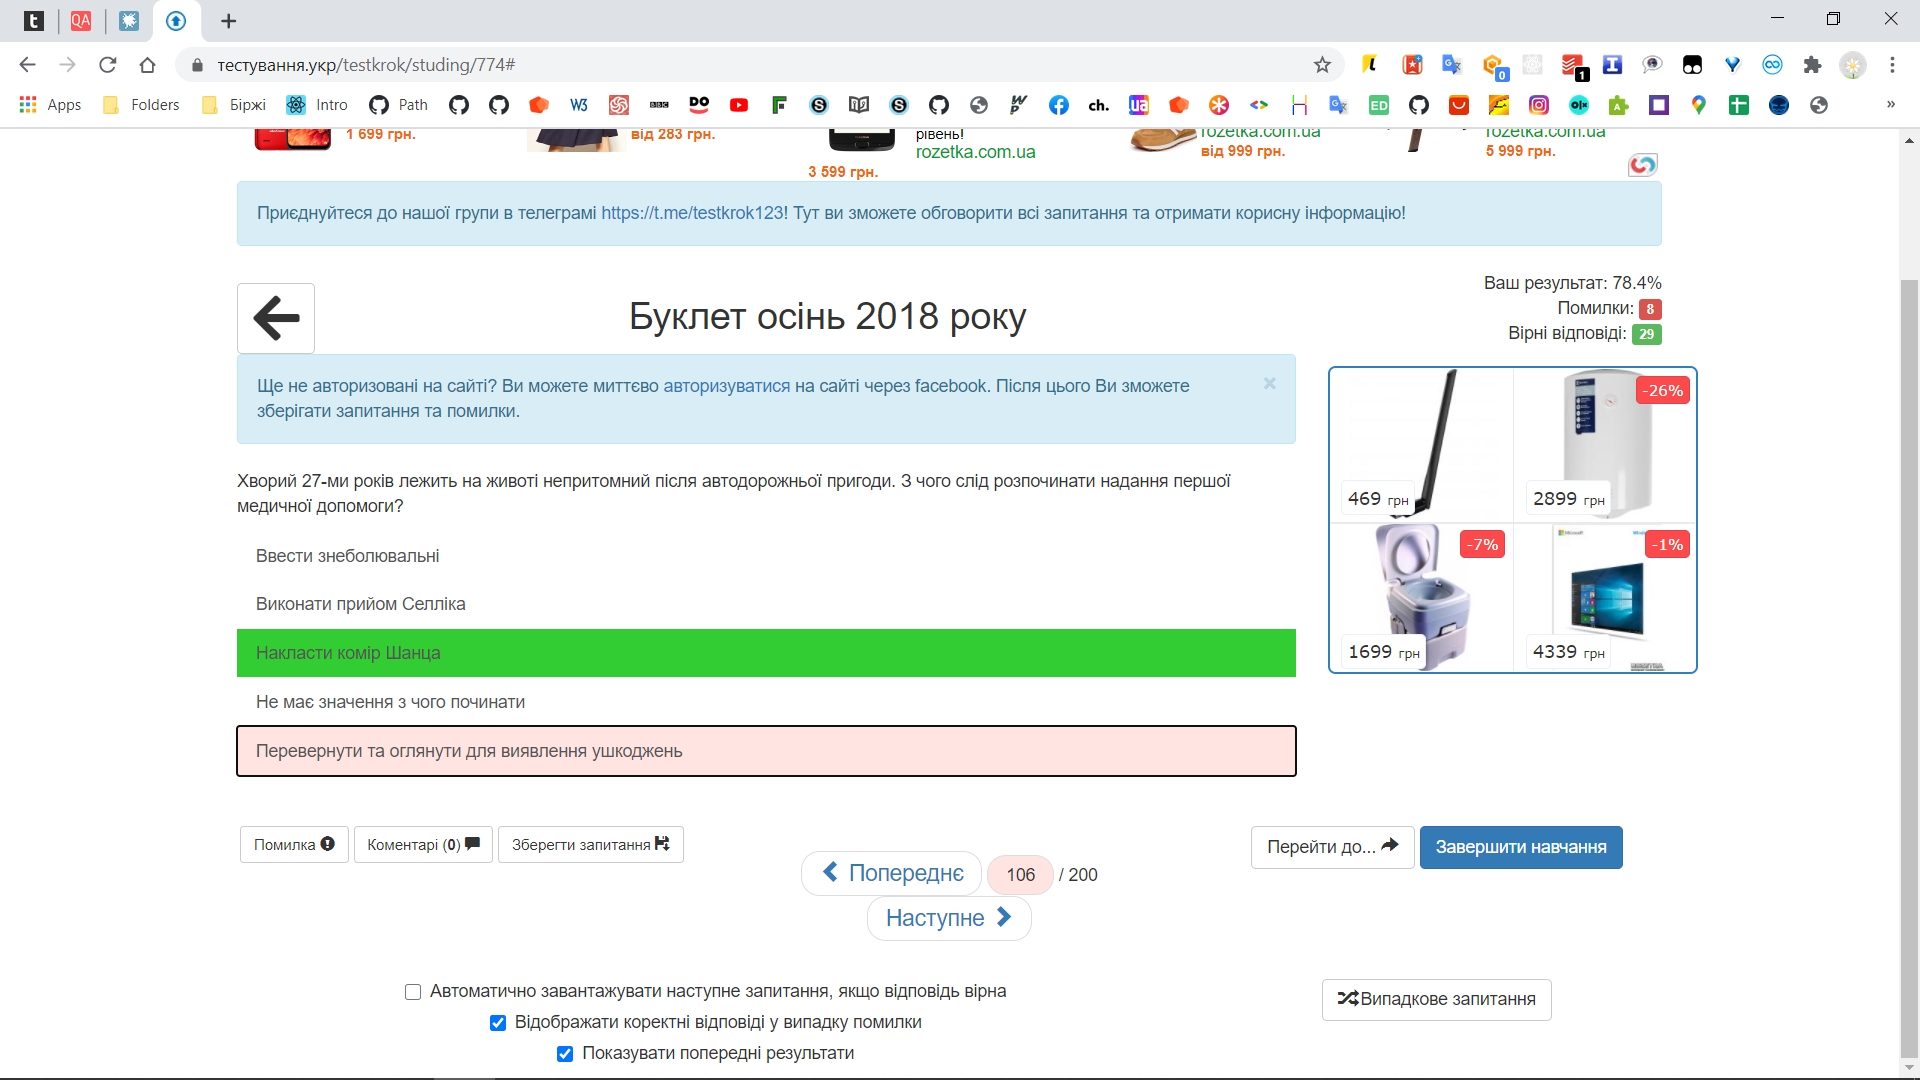 тестування.укр/testkrok/studing/774#
Apps Folders Біржі Intro Path
1 699 грн.
від 283 грн.
рівень!
rozetka.com.ua
3 599 грн.
rozetka.com.ua
від 999 грн.
rozetka.com.ua
5 999 грн.
Приєднуйтеся до нашої групи в телеграмі https://t.me/testkrok123! Тут ви зможете обговорити всі запитання та отримати корисну інформацію!
Буклет осінь 2018 року
Ваш результат: 78.4%
Помилки: 8
Вірні відповіді: 29
Ще не авторизовані на сайті? Ви можете миттєво авторизуватися на сайті через facebook. Після цього Ви зможете
зберігати запитання та помилки.
×
-26%
469 грн
2899 грн
-7%
-1%
1699 грн
4339 грн
Хворий 27-ми років лежить на животі непритомний після автодорожньої пригоди. З чого слід розпочинати надання першої
медичної допомоги?
Ввести знеболювальні
Виконати прийом Селліка
Накласти комір Шанца
Не має значення з чого починати
Перевернути та оглянути для виявлення ушкоджень
Помилка
Коментарі (0)
Зберегти запитання
Перейти до...
Завершити навчання
Попереднє 106 / 200
Наступне
Автоматично завантажувати наступне запитання, якщо відповідь вірна
Відображати коректні відповіді у випадку помилки
Показувати попередні результати
Випадкове запитання